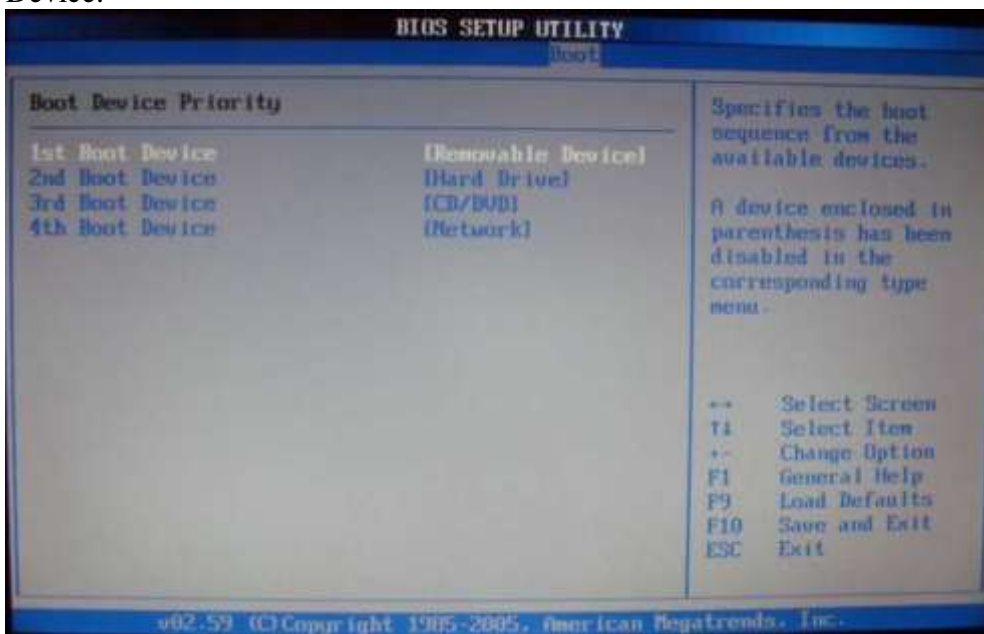 Device.
BIOS SETUP UTILITY
Boot
Boot Device Priority
1st Boot Device [Removable Device]
2nd Boot Device [Hard Drive]
3rd Boot Device [CD/DVD]
4th Boot Device [Network]
Specifies the boot
sequence from the
available devices.
A device enclosed in
parenthesis has been
disabled in the
corresponding type
menu.
←→ Select Screen
↑↓ Select Item
+- Change Option
F1 General Help
F9 Load Defaults
F10 Save and Exit
ESC Exit
v02.59 (C)Copyright 1985-2005, American Megatrends, Inc.